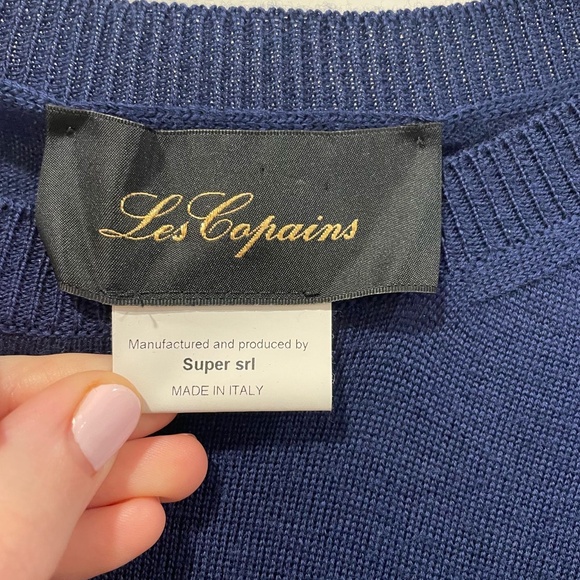 Les Copains
Manufactured and produced by
Super srl
MADE IN ITALY